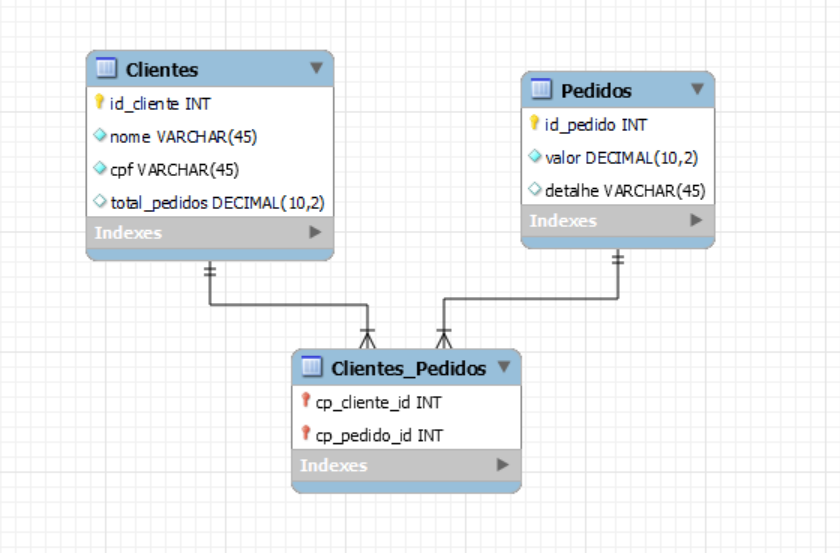 Clientes
id_cliente INT
nome VARCHAR(45)
cpf VARCHAR(45)
total_pedidos DECIMAL(10,2)
Indexes
Pedidos
id_pedido INT
valor DECIMAL(10,2)
detalhe VARCHAR(45)
Indexes
Clientes_Pedidos
cp_cliente_id INT
cp_pedido_id INT
Indexes